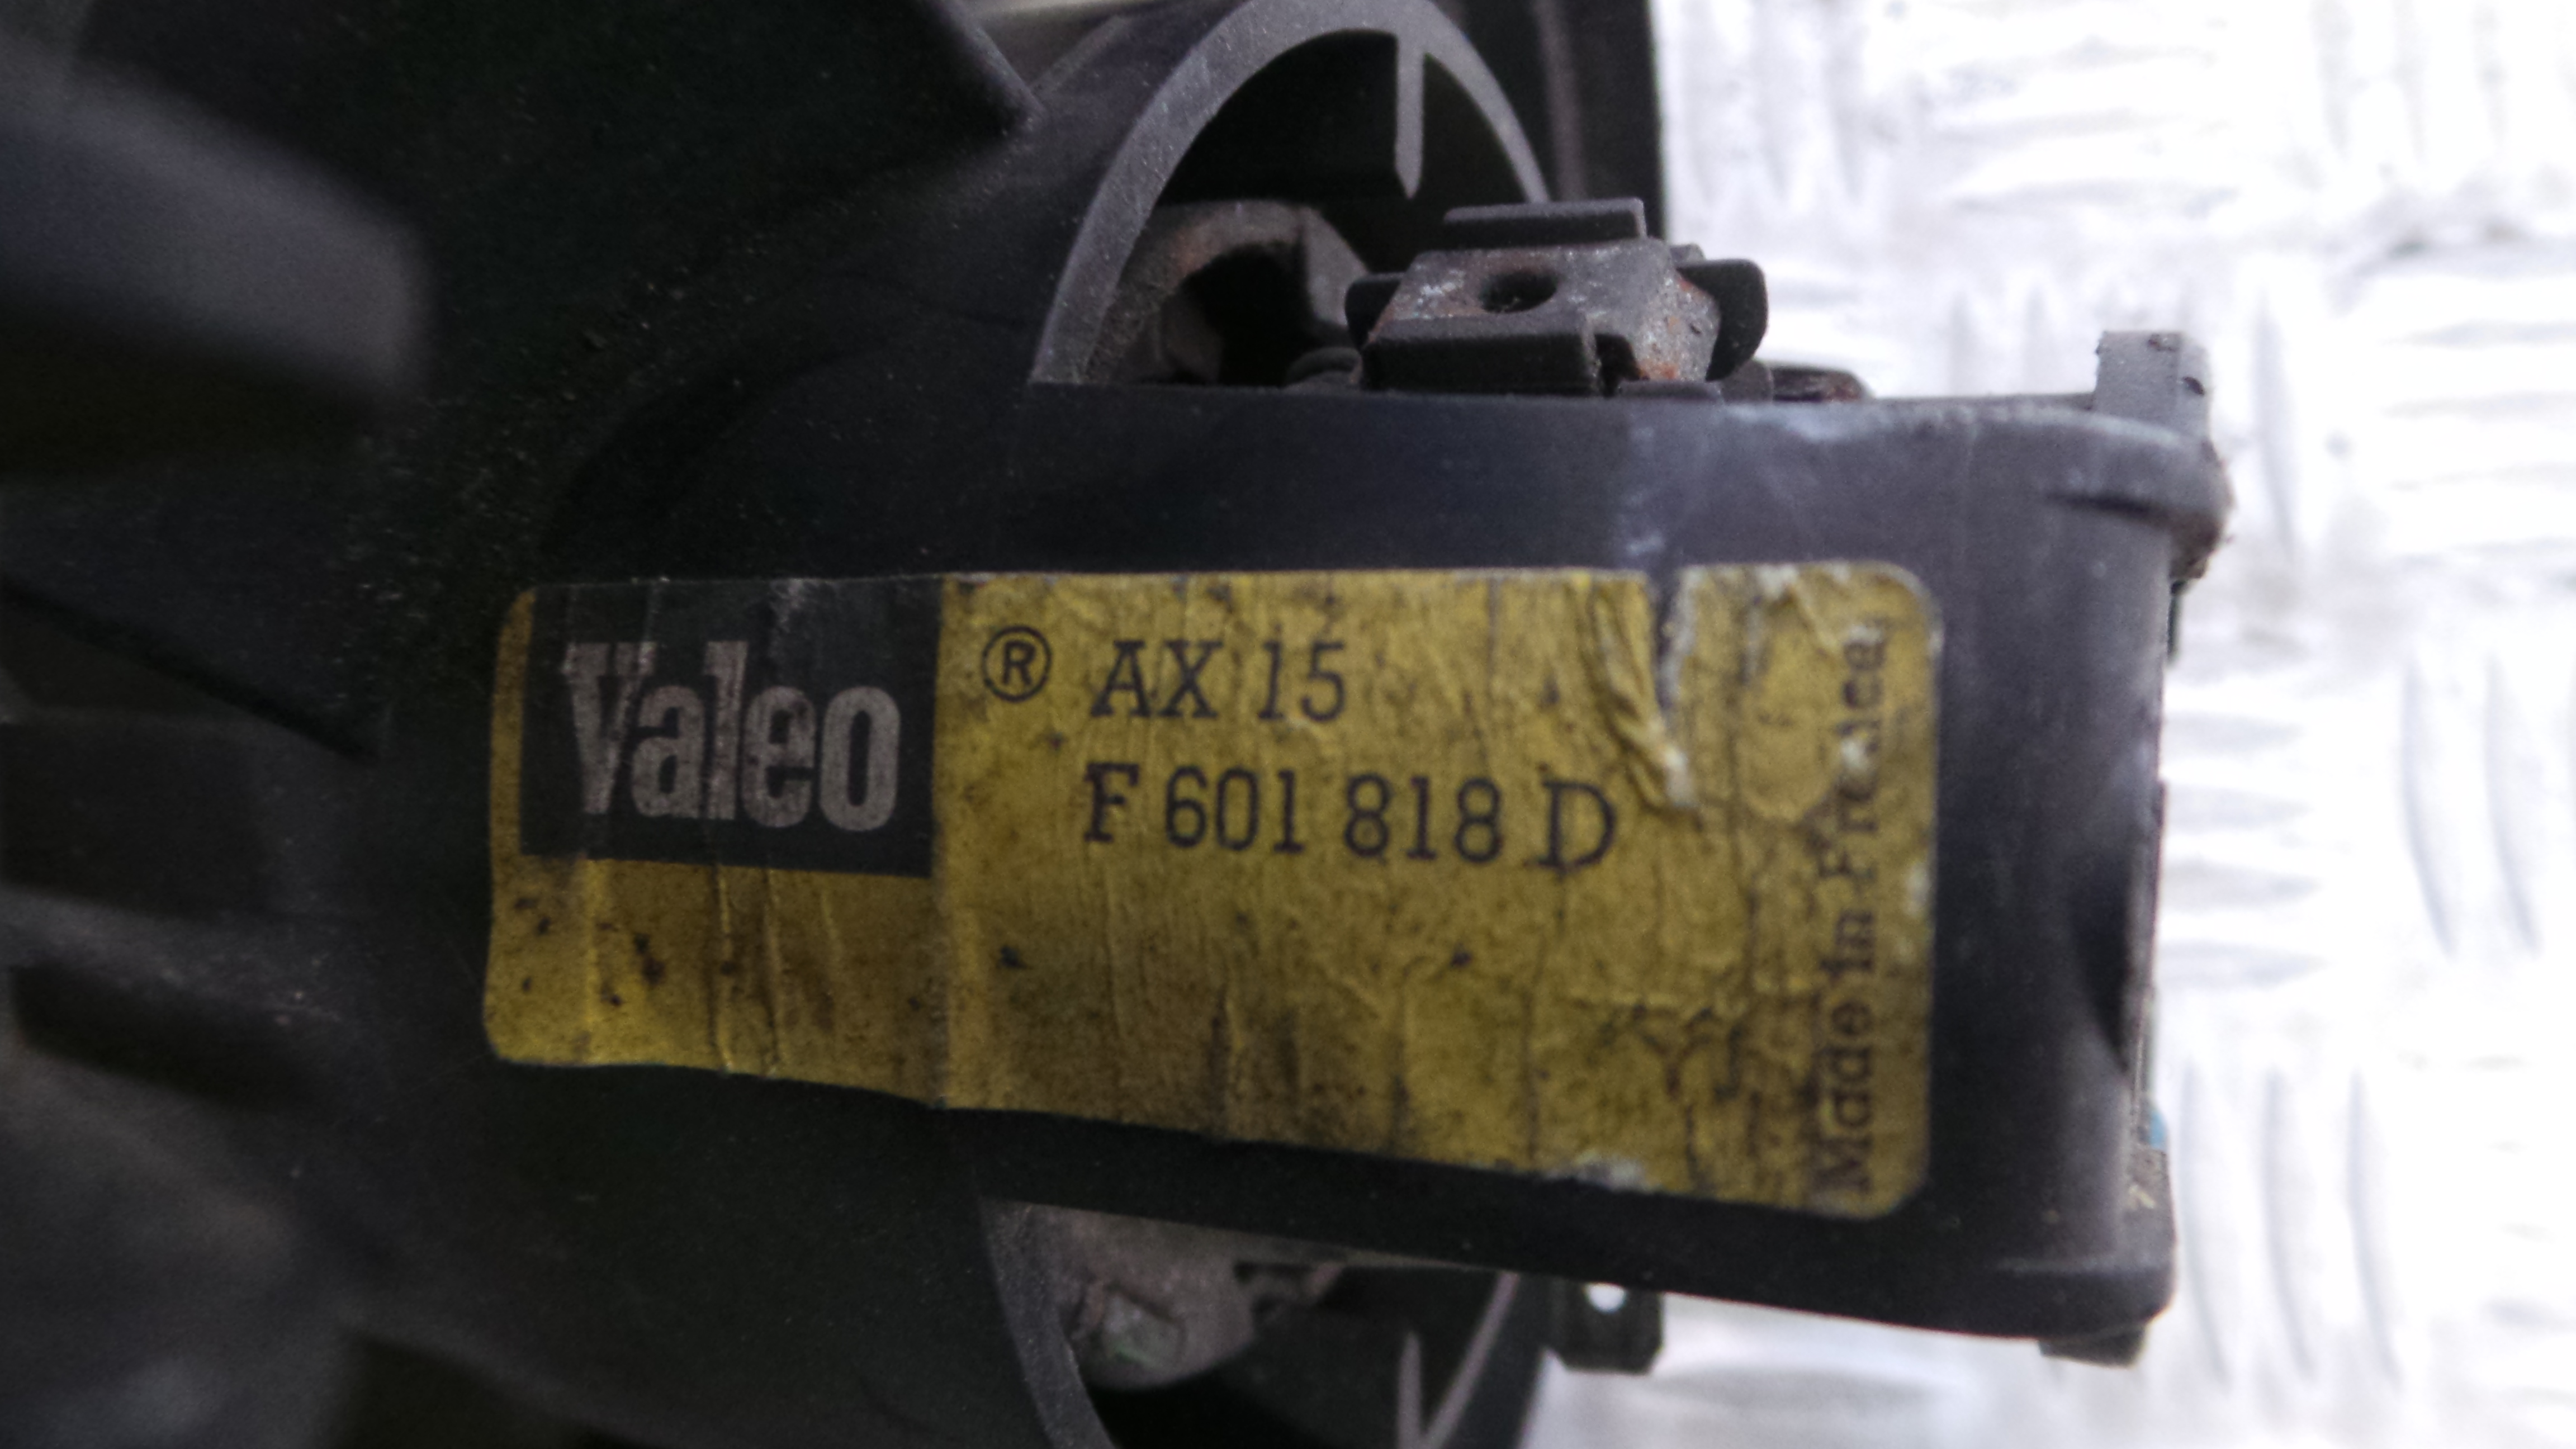 Valeo ® AX 15
F 601 818 D
Made in France